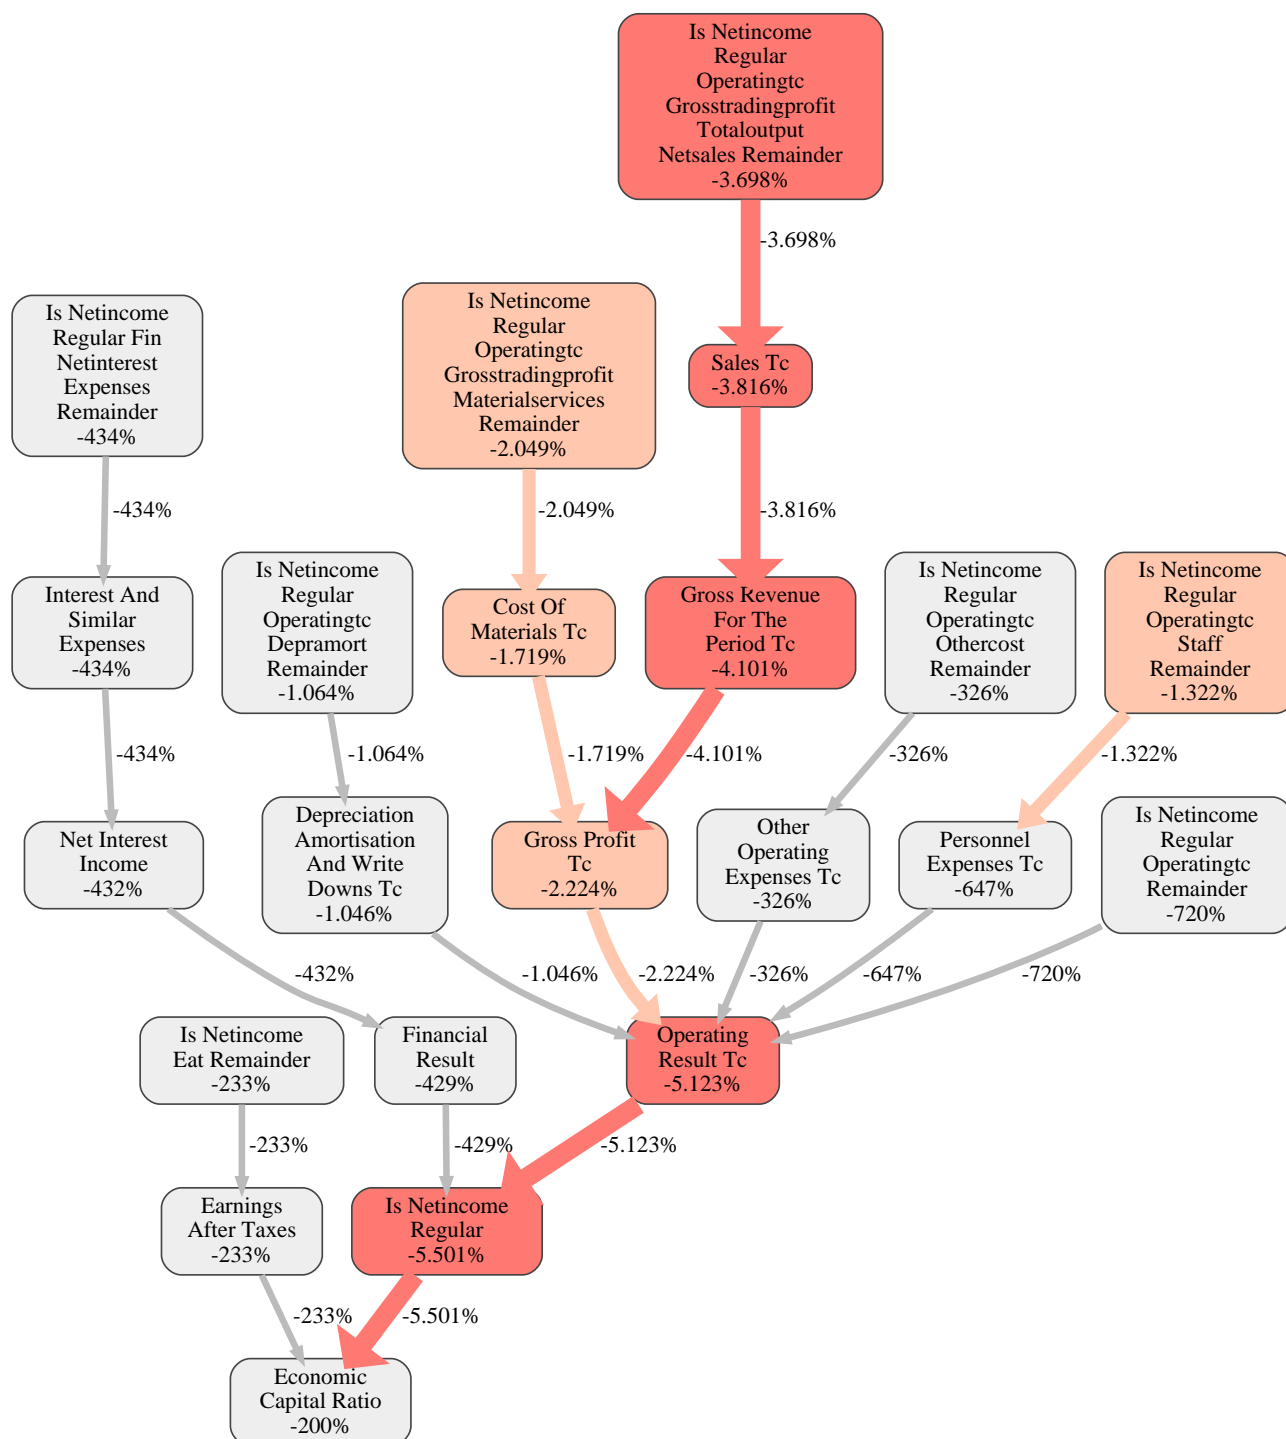 Is Netincome
Regular
Operatingtc
Grosstradingprofit
Totaloutput
Netsales Remainder
-3.698%
-3.698%
Is Netincome
Regular Fin
Netinterest
Expenses
Remainder
-434%
Is Netincome
Regular
Operatingtc
Grosstradingprofit
Materialservices
Remainder
-2.049%
Sales Tc
-3.816%
-434%
-2.049%
-3.816%
Interest And
Similar
Expenses
-434%
Is Netincome
Regular
Operatingtc
Depramort
Remainder
-1.064%
Cost Of
Materials Tc
-1.719%
Gross Revenue
For The
Period Tc
-4.101%
Is Netincome
Regular
Operatingtc
Othercost
Remainder
-326%
Is Netincome
Regular
Operatingtc
Staff
Remainder
-1.322%
-434%
-1.064%
-1.719%
-4.101%
-326%
-1.322%
Net Interest
Income
-432%
Depreciation
Amortisation
And Write
Downs Tc
-1.046%
Gross Profit
Tc
-2.224%
Other
Operating
Expenses Tc
-326%
Personnel
Expenses Tc
-647%
Is Netincome
Regular
Operatingtc
Remainder
-720%
-432%
-1.046%
-2.224%
-326%
-647%
-720%
Is Netincome
Eat Remainder
-233%
Financial
Result
-429%
Operating
Result Tc
-5.123%
-233%
-429%
-5.123%
Earnings
After Taxes
-233%
Is Netincome
Regular
-5.501%
-233%
-5.501%
Economic
Capital Ratio
-200%